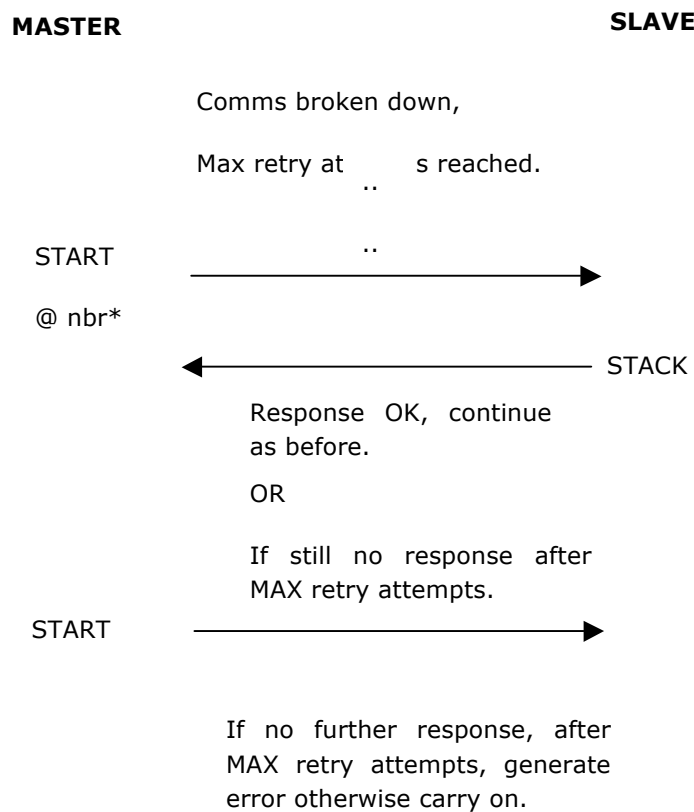 MASTER SLAVE
Comms broken down,
Max retry at s reached.
..
START ..
@ nbr*
STACK
Response OK, continue
as before.
OR
If still no response after
MAX retry attempts.
START
If no further response, after
MAX retry attempts, generate
error otherwise carry on.